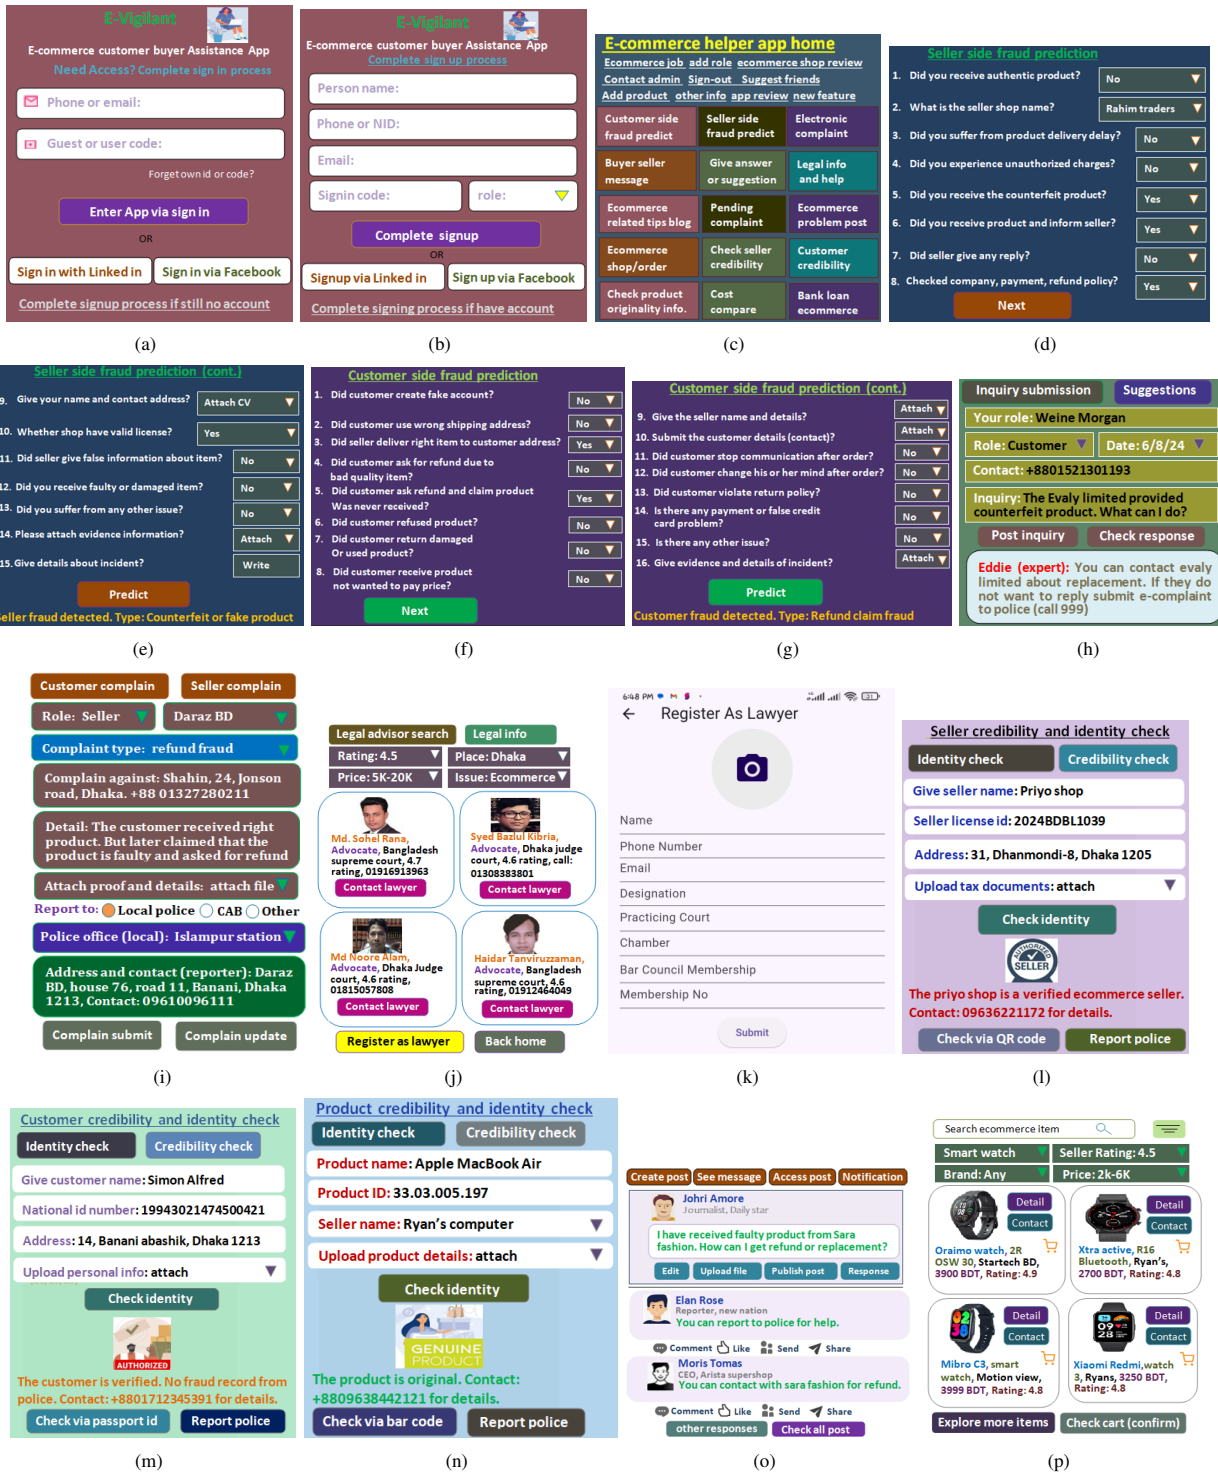 E-Vigilant
E-commerce customer buyer Assistance App
Need Access? Complete sign in process
Phone or email:
Guest or user code:
Forget own id or code?
Enter App via sign in
OR
Sign in with Linked in
Sign in via Facebook
Complete signup process if still no account
(a)
E-Vigilant
E-commerce customer buyer Assistance App
Complete sign up process
Person name:
Phone or NID:
Email:
Signin code:
role:
Complete signup
OR
Signup via Linked in
Sign up via Facebook
Complete signing process if have account
(b)
E-commerce helper app home
Ecommerce job add role ecommerce shop review
Contact admin Sign-out Suggest friends
Add product other info app review new feature
Customer side fraud predict
Seller side fraud predict
Electronic complaint
Buyer seller message
Give answer or suggestion
Legal info and help
Ecommerce related tips blog
Pending complaint
Ecommerce problem post
Ecommerce shop/order
Check seller credibility
Customer credibility
Check product originality info.
Cost compare
Bank loan ecommerce
(c)
Seller side fraud prediction
1. Did you receive authentic product? No
2. What is the seller shop name? Rahim traders
3. Did you suffer from product delivery delay? No
4. Did you experience unauthorized charges? No
5. Did you receive the counterfeit product? Yes
6. Did you receive product and inform seller? Yes
7. Did seller give any reply? No
8. Checked company, payment, refund policy? Yes
Next
(d)
Seller side fraud prediction (cont.)
9. Give your name and contact address? Attach CV
10. Whether shop have valid license? Yes
11. Did seller give false information about item? No
12. Did you receive faulty or damaged item? No
13. Did you suffer from any other issue? No
14. Please attach evidence information? Attach
15. Give details about incident? Write
Predict
Seller fraud detected. Type: Counterfeit or fake product
(e)
Customer side fraud prediction
1. Did customer create fake account? No
2. Did customer use wrong shipping address? No
3. Did seller deliver right item to customer address? Yes
4. Did customer ask for refund due to
bad quality item? No
5. Did customer ask refund and claim product
Was never received? Yes
6. Did customer refused product? No
7. Did customer return damaged
Or used product? No
8. Did customer receive product
not wanted to pay price? No
Next
(f)
Customer side fraud prediction (cont.)
9. Give the seller name and details? Attach
10. Submit the customer details (contact)? Attach
11. Did customer stop communication after order? No
12. Did customer change his or her mind after order? No
13. Did customer violate return policy? No
14. Is there any payment or false credit
card problem? No
15. Is there any other issue? No
16. Give evidence and details of incident? Attach
Predict
Customer fraud detected. Type: Refund claim fraud
(g)
Inquiry submission
Suggestions
Your role: Weine Morgan
Role: Customer
Date: 6/8/24
Contact: +8801521301193
Inquiry: The Evaly limited provided
counterfeit product. What can I do?
Post inquiry
Check response
Eddie (expert): You can contact evaly
limited about replacement. If they do
not want to reply submit e-complaint
to police (call 999)
(h)
Customer complain
Seller complain
Role: Seller
Daraz BD
Complaint type: refund fraud
Complain against: Shahin, 24, Jonson
road, Dhaka. +88 01327280211
Detail: The customer received right
product. But later claimed that the
product is faulty and asked for refund
Attach proof and details: attach file
Report to: Local police CAB Other
Police office (local): Islampur station
Address and contact (reporter): Daraz
BD, house 76, road 11, Banani, Dhaka
1213, Contact: 09610096111
Complain submit
Complain update
(i)
Legal advisor search
Legal info
Rating: 4.5
Place: Dhaka
Price: 5K-20K
Issue: Ecommerce
Md. Sohel Rana,
Advocate, Bangladesh
supreme court, 4.7
rating, 01916913963
Contact lawyer
Syed Bazlul Kibria,
Advocate, Dhaka judge
court, 4.6 rating, call:
01308383801
Contact lawyer
Md Noore Alam,
Advocate, Dhaka Judge
court, 4.6 rating,
01815057808
Contact lawyer
Haidar Tanviruzzaman,
Advocate, Bangladesh
supreme court, 4.6
rating, 01912464049
Contact lawyer
Register as lawyer
Back home
(j)
6:48 PM
Register As Lawyer
Name
Phone Number
Email
Designation
Practicing Court
Chamber
Bar Council Membership
Membership No
Submit
(k)
Seller credibility and identity check
Identity check
Credibility check
Give seller name: Priyo shop
Seller license id: 2024BDBL1039
Address: 31, Dhanmondi-8, Dhaka 1205
Upload tax documents: attach
Check identity
AUTHORIZED
SELLER
The priyo shop is a verified ecommerce seller.
Contact: 09636221172 for details.
Check via QR code
Report police
(l)
Customer credibility and identity check
Identity check
Credibility check
Give customer name: Simon Alfred
National id number: 19943021474500421
Address: 14, Banani abashik, Dhaka 1213
Upload personal info: attach
Check identity
AUTHORIZED
The customer is verified. No fraud record from
police. Contact: +8801712345391 for details.
Check via passport id
Report police
(m)
Product credibility and identity check
Identity check
Credibility check
Product name: Apple MacBook Air
Product ID: 33.03.005.197
Seller name: Ryan's computer
Upload product details: attach
Check identity
GENUINE
PRODUCT
The product is original. Contact:
+8809638442121 for details.
Check via bar code
Report police
(n)
Create post
See message
Access post
Notification
Johri Amore
Journalist, Daily star
I have received faulty product from Sara
fashion. How can I get refund or replacement?
Edit
Upload file
Publish post
Response
Elan Rose
Reporter, new nation
You can report to police for help.
Comment Like Send Share
Moris Tomas
CEO, Arista supershop
You can contact with sara fashion for refund.
Comment Like Send Share
other responses
Check all post
(o)
Search ecommerce item
Smart watch
Seller Rating: 4.5
Brand: Any
Price: 2k-6K
Detail
Contact
Oraimo watch, 2R
OSW 30, Startech BD,
3900 BDT, Rating: 4.9
Detail
Contact
Xtra active, R16
Bluetooth, Ryan's,
2700 BDT, Rating: 4.8
Detail
Contact
Mibro C3, smart
watch, Motion view,
3999 BDT, Rating: 4.8
Detail
Contact
Xiaomi Redmi,watch
3, Ryans, 3250 BDT,
Rating: 4.8
Explore more items
Check cart (confirm)
(p)